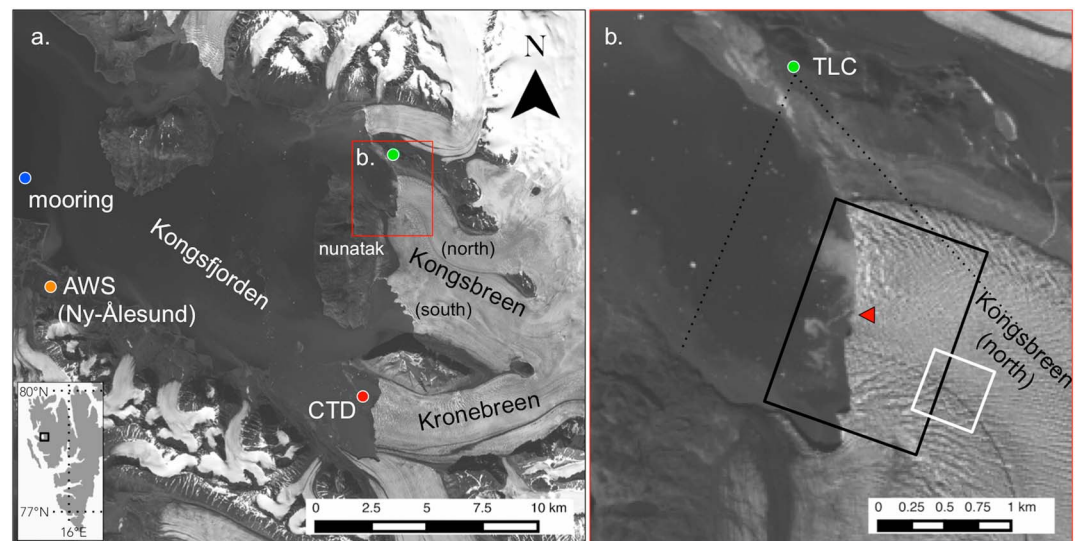 a.
N
b.
mooring
nunatak
(north)
Kongsfjorden
Kongsbreen
AWS
(Ny-Ålesund)
(south)
80°N
CTD
Kronebreen
77°N
16°E
0 2.5 5 7.5 10 km
b.
TLC
Kongsbreen
(north)
0 0.25 0.5 0.75 1 km